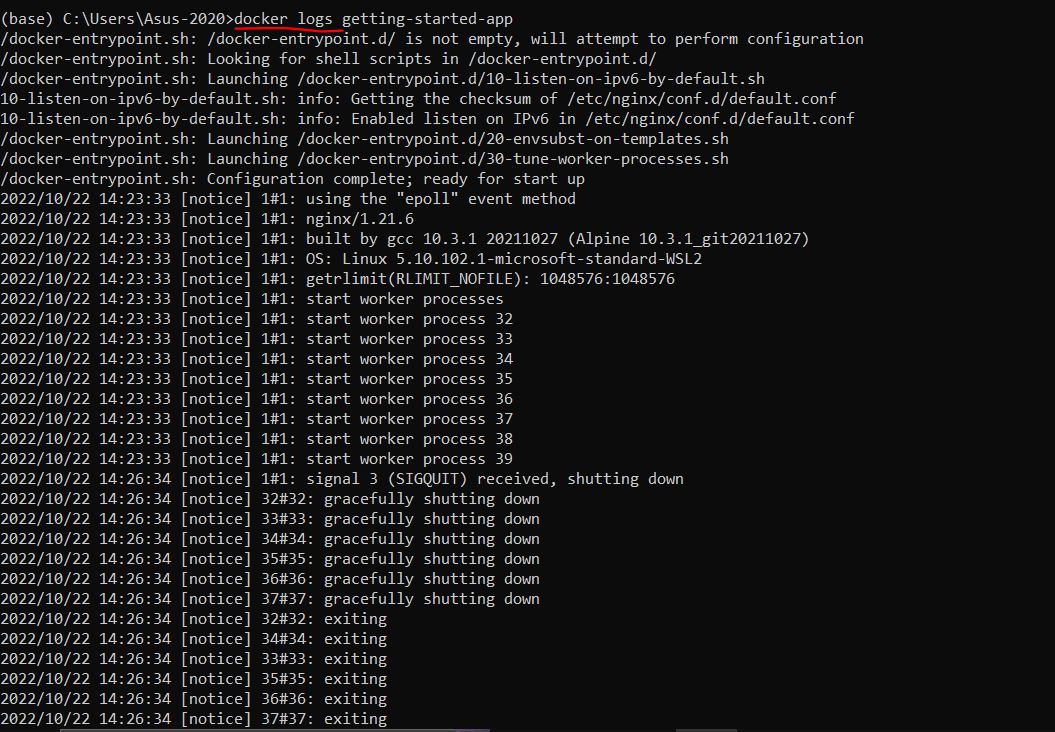 (base) C:\Users\Asus-2020>docker logs getting-started-app
/docker-entrypoint.sh: /docker-entrypoint.d/ is not empty, will attempt to perform configuration
/docker-entrypoint.sh: Looking for shell scripts in /docker-entrypoint.d/
/docker-entrypoint.sh: Launching /docker-entrypoint.d/10-listen-on-ipv6-by-default.sh
10-listen-on-ipv6-by-default.sh: info: Getting the checksum of /etc/nginx/conf.d/default.conf
10-listen-on-ipv6-by-default.sh: info: Enabled listen on IPv6 in /etc/nginx/conf.d/default.conf
/docker-entrypoint.sh: Launching /docker-entrypoint.d/20-envsubst-on-templates.sh
/docker-entrypoint.sh: Launching /docker-entrypoint.d/30-tune-worker-processes.sh
/docker-entrypoint.sh: Configuration complete; ready for start up
2022/10/22 14:23:33 [notice] 1#1: using the "epoll" event method
2022/10/22 14:23:33 [notice] 1#1: nginx/1.21.6
2022/10/22 14:23:33 [notice] 1#1: built by gcc 10.3.1 20211027 (Alpine 10.3.1_git20211027)
2022/10/22 14:23:33 [notice] 1#1: OS: Linux 5.10.102.1-microsoft-standard-WSL2
2022/10/22 14:23:33 [notice] 1#1: getrlimit(RLIMIT_NOFILE): 1048576:1048576
2022/10/22 14:23:33 [notice] 1#1: start worker processes
2022/10/22 14:23:33 [notice] 1#1: start worker process 32
2022/10/22 14:23:33 [notice] 1#1: start worker process 33
2022/10/22 14:23:33 [notice] 1#1: start worker process 34
2022/10/22 14:23:33 [notice] 1#1: start worker process 35
2022/10/22 14:23:33 [notice] 1#1: start worker process 36
2022/10/22 14:23:33 [notice] 1#1: start worker process 37
2022/10/22 14:23:33 [notice] 1#1: start worker process 38
2022/10/22 14:23:33 [notice] 1#1: start worker process 39
2022/10/22 14:26:34 [notice] 1#1: signal 3 (SIGQUIT) received, shutting down
2022/10/22 14:26:34 [notice] 32#32: gracefully shutting down
2022/10/22 14:26:34 [notice] 33#33: gracefully shutting down
2022/10/22 14:26:34 [notice] 34#34: gracefully shutting down
2022/10/22 14:26:34 [notice] 35#35: gracefully shutting down
2022/10/22 14:26:34 [notice] 36#36: gracefully shutting down
2022/10/22 14:26:34 [notice] 37#37: gracefully shutting down
2022/10/22 14:26:34 [notice] 32#32: exiting
2022/10/22 14:26:34 [notice] 34#34: exiting
2022/10/22 14:26:34 [notice] 33#33: exiting
2022/10/22 14:26:34 [notice] 35#35: exiting
2022/10/22 14:26:34 [notice] 36#36: exiting
2022/10/22 14:26:34 [notice] 37#37: exiting